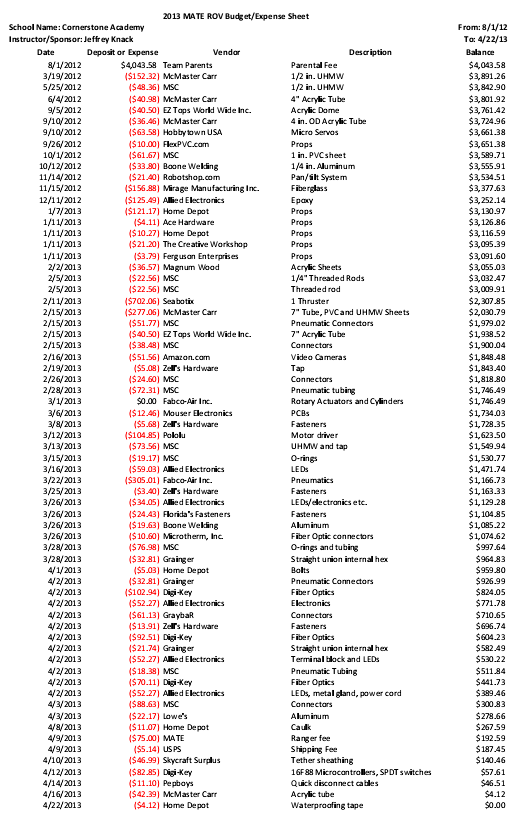 2013 MATE ROV Budget/Expense Sheet
School Name: Cornerstone Academy From: 8/1/12
Instructor/Sponsor: Jeffrey Knack To: 4/22/13
Date Deposit or Expense Vendor Description Balance
8/1/2012 $4,043.58 Team Parents Parental Fee $4,043.58
3/19/2012 ($152.32) McMaster Carr 1/2 in. UHMW $3,891.26
5/25/2012 ($48.36) MSC 1/2 in. UHMW $3,842.90
6/4/2012 ($40.98) McMaster Carr 4" Acrylic Tube $3,801.92
9/5/2012 ($40.50) EZ Tops World Wide Inc. Acrylic Dome $3,761.42
9/10/2012 ($36.46) McMaster Carr 4 in. OD Acrylic Tube $3,724.96
9/10/2012 ($63.58) Hobbytown USA Micro Servos $3,661.38
9/26/2012 ($10.00) FlexPVC.com Props $3,651.38
10/1/2012 ($61.67) MSC 1 in. PVC sheet $3,589.71
10/12/2012 ($33.80) Boone Welding 1/4 in. Aluminum $3,555.91
11/14/2012 ($21.40) Robotshop.com Pan/tilt System $3,534.51
11/15/2012 ($156.88) Mirage Manufacturing Inc. Fiberglass $3,377.63
12/11/2012 ($125.49) Allied Electronics Epoxy $3,252.14
1/7/2013 ($121.17) Home Depot Props $3,130.97
1/11/2013 ($4.11) Ace Hardware Props $3,126.86
1/11/2013 ($10.27) Home Depot Props $3,116.59
1/11/2013 ($21.20) The Creative Workshop Props $3,095.39
1/11/2013 ($3.79) Ferguson Enterprises Props $3,091.60
2/2/2013 ($36.57) Magnum Wood Acrylic Sheets $3,055.03
2/5/2013 ($22.56) MSC 1/4" Threaded Rods $3,032.47
2/5/2013 ($22.56) MSC Threaded rod $3,009.91
2/11/2013 ($702.06) Seabotix 1 Thruster $2,307.85
2/15/2013 ($277.06) McMaster Carr 7" Tube, PVC and UHMW Sheets $2,030.79
2/15/2013 ($51.77) MSC Pneumatic Connectors $1,979.02
2/15/2013 ($40.50) EZ Tops World Wide Inc. 7" Acrylic Tube $1,938.52
2/15/2013 ($38.48) MSC Connectors $1,900.04
2/16/2013 ($51.56) Amazon.com Video Cameras $1,848.48
2/19/2013 ($5.08) Zell's Hardware Tap $1,843.40
2/26/2013 ($24.60) MSC Connectors $1,818.80
2/28/2013 ($72.31) MSC Pneumatic tubing $1,746.49
3/1/2013 $0.00 Fabco-Air Inc. Rotary Actuators and Cylinders $1,746.49
3/6/2013 ($12.46) Mouser Electronics PCBs $1,734.03
3/8/2013 ($5.68) Zell's Hardware Fasteners $1,728.35
3/12/2013 ($104.85) Pololu Motor driver $1,623.50
3/13/2013 ($73.56) MSC UHMW and tap $1,549.94
3/15/2013 ($19.17) MSC O-rings $1,530.77
3/16/2013 ($59.03) Allied Electronics LEDs $1,471.74
3/22/2013 ($305.01) Fabco-Air Inc. Pneumatics $1,166.73
3/25/2013 ($3.40) Zell's Hardware Fasteners $1,163.33
3/26/2013 ($34.05) Allied Electronics LEDs/electronics etc. $1,129.28
3/26/2013 ($24.43) Florida's Fasteners Fasteners $1,104.85
3/26/2013 ($19.63) Boone Welding Aluminum $1,085.22
3/26/2013 ($10.60) Microtherm, Inc. Fiber Optic connectors $1,074.62
3/28/2013 ($76.98) MSC O-rings and tubing $997.64
3/28/2013 ($32.81) Grainger Straight union internal hex $964.83
4/1/2013 ($5.03) Home Depot Bolts $959.80
4/2/2013 ($32.81) Grainger Pneumatic Connectors $926.99
4/2/2013 ($102.94) Digi-Key Fiber Optics $824.05
4/2/2013 ($52.27) Allied Electronics Electronics $771.78
4/2/2013 ($61.13) GraybaR Connectors $710.65
4/2/2013 ($13.91) Zell's Hardware Fasteners $696.74
4/2/2013 ($92.51) Digi-Key Fiber Optics $604.23
4/2/2013 ($21.74) Grainger Straight union internal hex $582.49
4/2/2013 ($52.27) Allied Electronics Terminal block and LEDs $530.22
4/2/2013 ($18.38) MSC Pneumatic Tubing $511.84
4/2/2013 ($70.11) Digi-Key Fiber Optics $441.73
4/2/2013 ($52.27) Allied Electronics LEDs, metal gland, power cord $389.46
4/3/2013 ($88.63) MSC Connectors $300.83
4/3/2013 ($22.17) Lowe's Aluminum $278.66
4/8/2013 ($11.07) Home Depot Caulk $267.59
4/9/2013 ($75.00) MATE Ranger fee $192.59
4/9/2013 ($5.14) USPS Shipping Fee $187.45
4/10/2013 ($46.99) Skycraft Surplus Tether sheathing $140.46
4/12/2013 ($82.85) Digi-Key 16F88 Microcontrollers, SPDT switches $57.61
4/14/2013 ($11.10) Pepboys Quick disconnect cables $46.51
4/16/2013 ($42.39) McMaster Carr Acrylic tube $4.12
4/22/2013 ($4.12) Home Depot Waterproofing tape $0.00